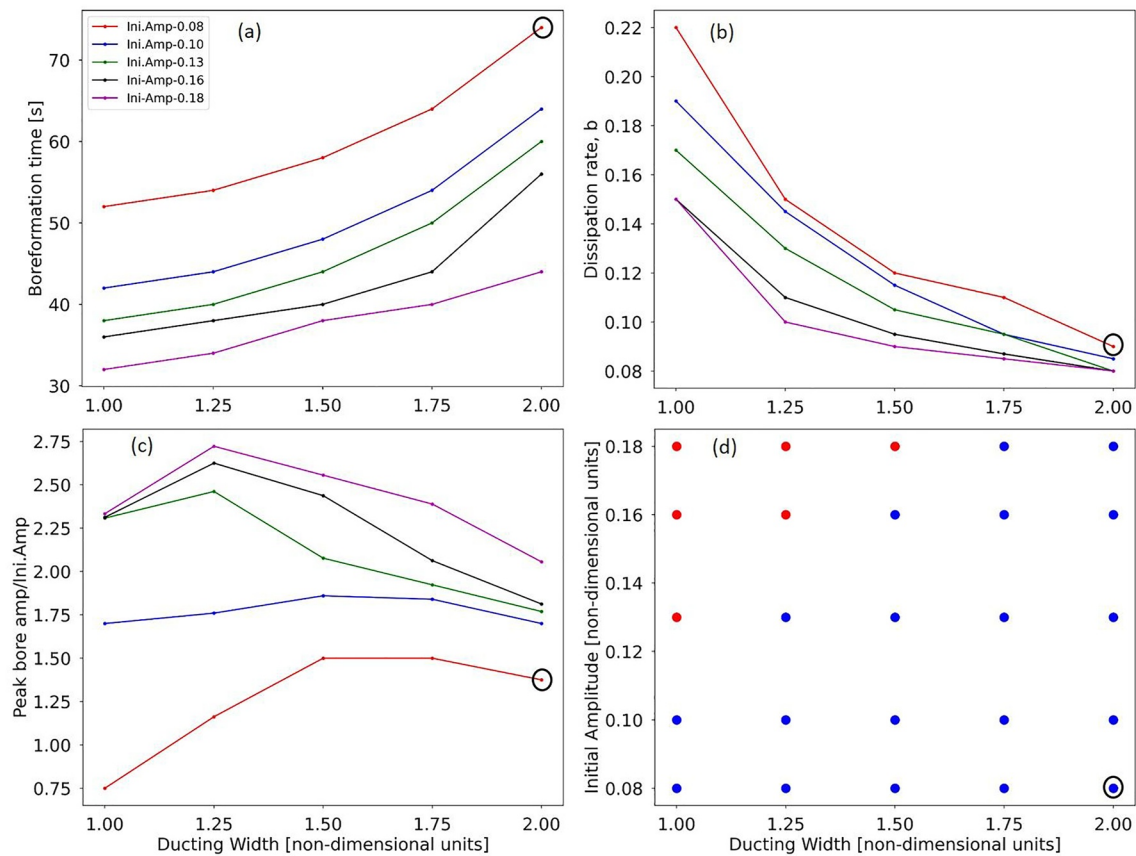 (a)
Ini.Amp-0.08
Ini.Amp-0.10
Ini.Amp-0.13
Ini-Amp-0.16
Ini-Amp-0.18
Boreformation time [s]
70
60
50
40
30
1.00 1.25 1.50 1.75 2.00
(b)
Dissipation rate, b
0.22
0.20
0.18
0.16
0.14
0.12
0.10
0.08
1.00 1.25 1.50 1.75 2.00
(c)
Peak bore amp/Ini.Amp
2.75
2.50
2.25
2.00
1.75
1.50
1.25
1.00
0.75
1.00 1.25 1.50 1.75 2.00
Ducting Width [non-dimensional units]
(d)
Initial Amplitude [non-dimensional units]
0.18
0.16
0.14
0.12
0.10
0.08
1.00 1.25 1.50 1.75 2.00
Ducting Width [non-dimensional units]